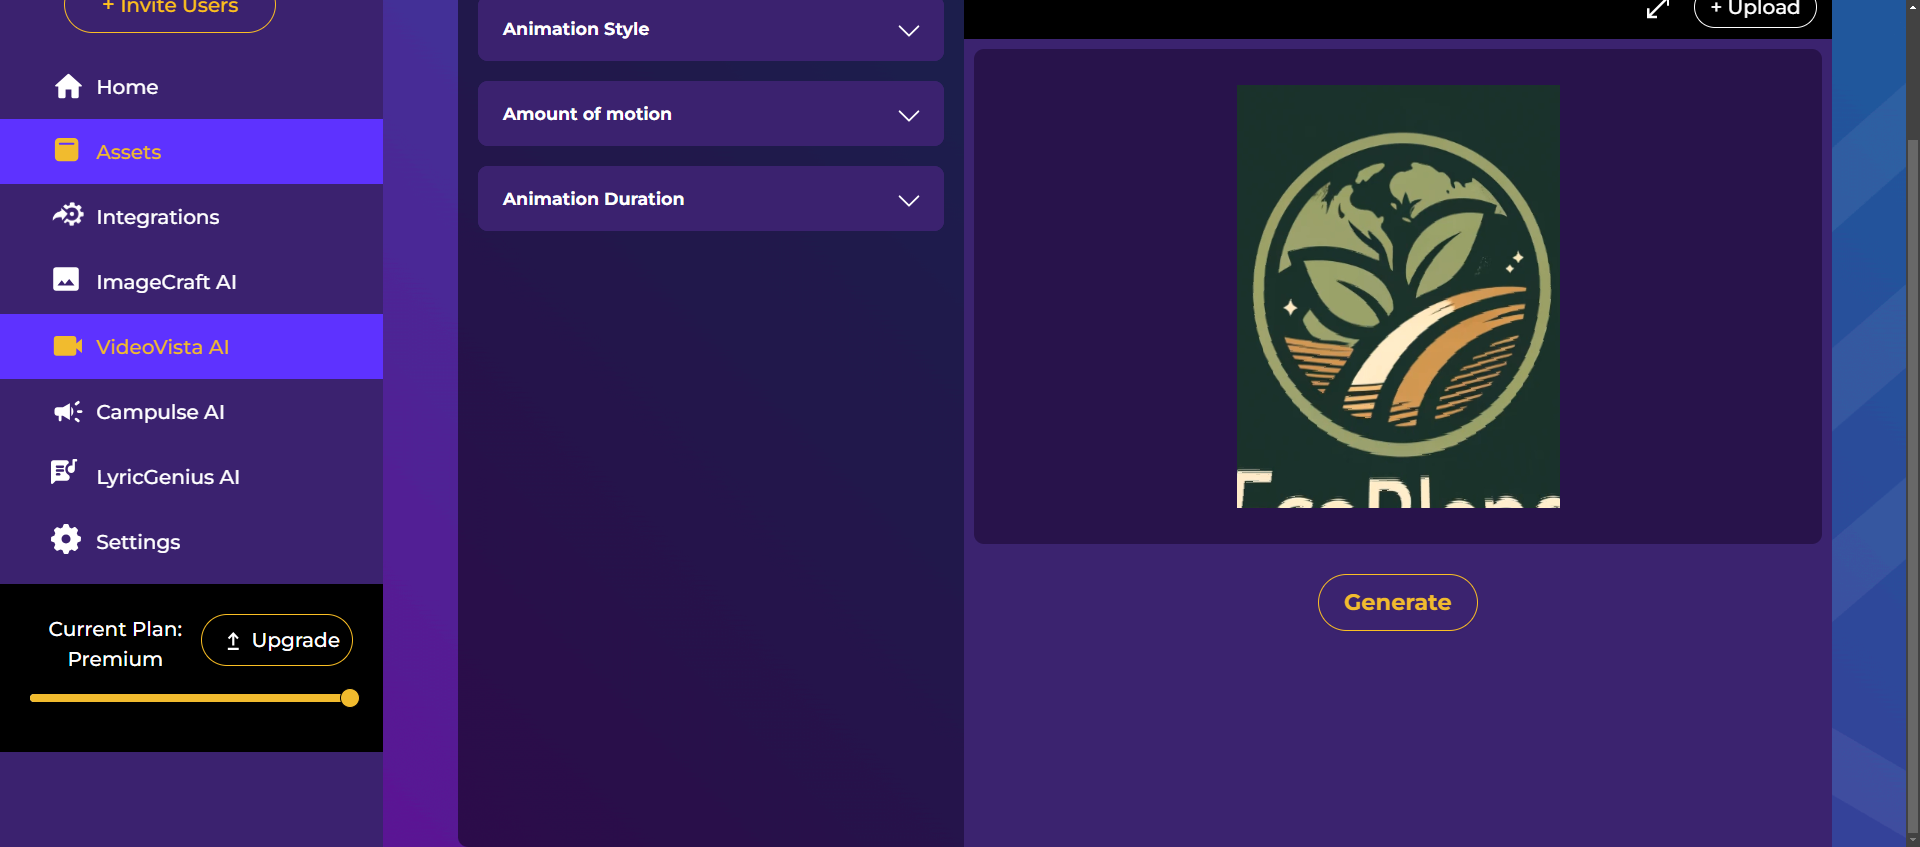 + Invite Users
Home
Assets
Integrations
ImageCraft AI
VideoVista AI
Campulse AI
LyricGenius AI
Settings
Current Plan:
Premium
Upgrade
Animation Style
Amount of motion
Animation Duration
+ Upload
Generate